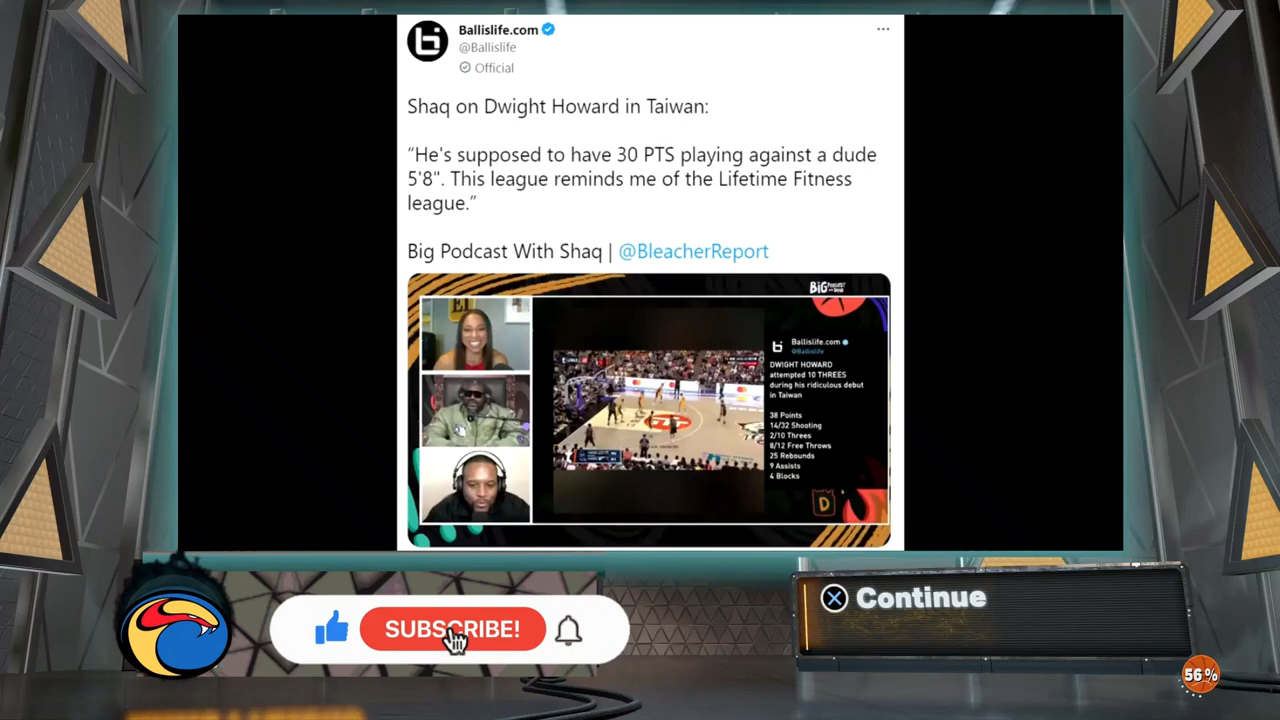 Ballislife.com
@Ballislife
Official
Shaq on Dwight Howard in Taiwan:
“He's supposed to have 30 PTS playing against a dude
5'8". This league reminds me of the Lifetime Fitness
league.”
Big Podcast With Shaq | @BleacherReport
BiG
Ballislife.com
@Ballislife
DWIGHT HOWARD
attempted 10 THREES
during his ridiculous debut
in Taiwan
38 Points
14/32 Shooting
2/10 Threes
8/12 Free Throws
25 Rebounds
9 Assists
4 Blocks
D
SUBSCRIBE!
Continue
56%